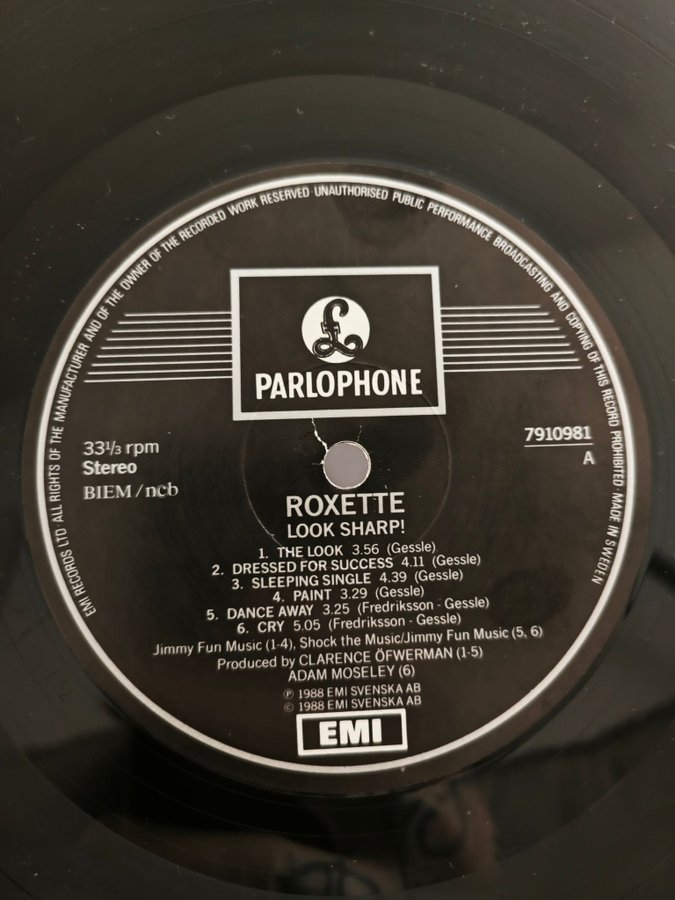 EMI RECORDS LTD · ALL RIGHTS OF THE MANUFACTURER AND OF THE OWNER OF THE RECORDED WORK RESERVED · UNAUTHORISED PUBLIC PERFORMANCE BROADCASTING AND COPYING OF THIS RECORD PROHIBITED · MADE IN SWEDEN
£
PARLOPHONE
33 1/3 rpm
Stereo
BIEM/ncb
7910981
A
ROXETTE
LOOK SHARP!
1. THE LOOK 3.56 (Gessle)
2. DRESSED FOR SUCCESS 4.11 (Gessle)
3. SLEEPING SINGLE 4.39 (Gessle)
4. PAINT 3.29 (Gessle)
5. DANCE AWAY 3.25 (Fredriksson - Gessle)
6. CRY 5.05 (Fredriksson - Gessle)
Jimmy Fun Music (1-4), Shock the Music/Jimmy Fun Music (5, 6)
Produced by CLARENCE ÖFWERMAN (1-5)
ADAM MOSELEY (6)
℗ 1988 EMI SVENSKA AB
© 1988 EMI SVENSKA AB
EMI